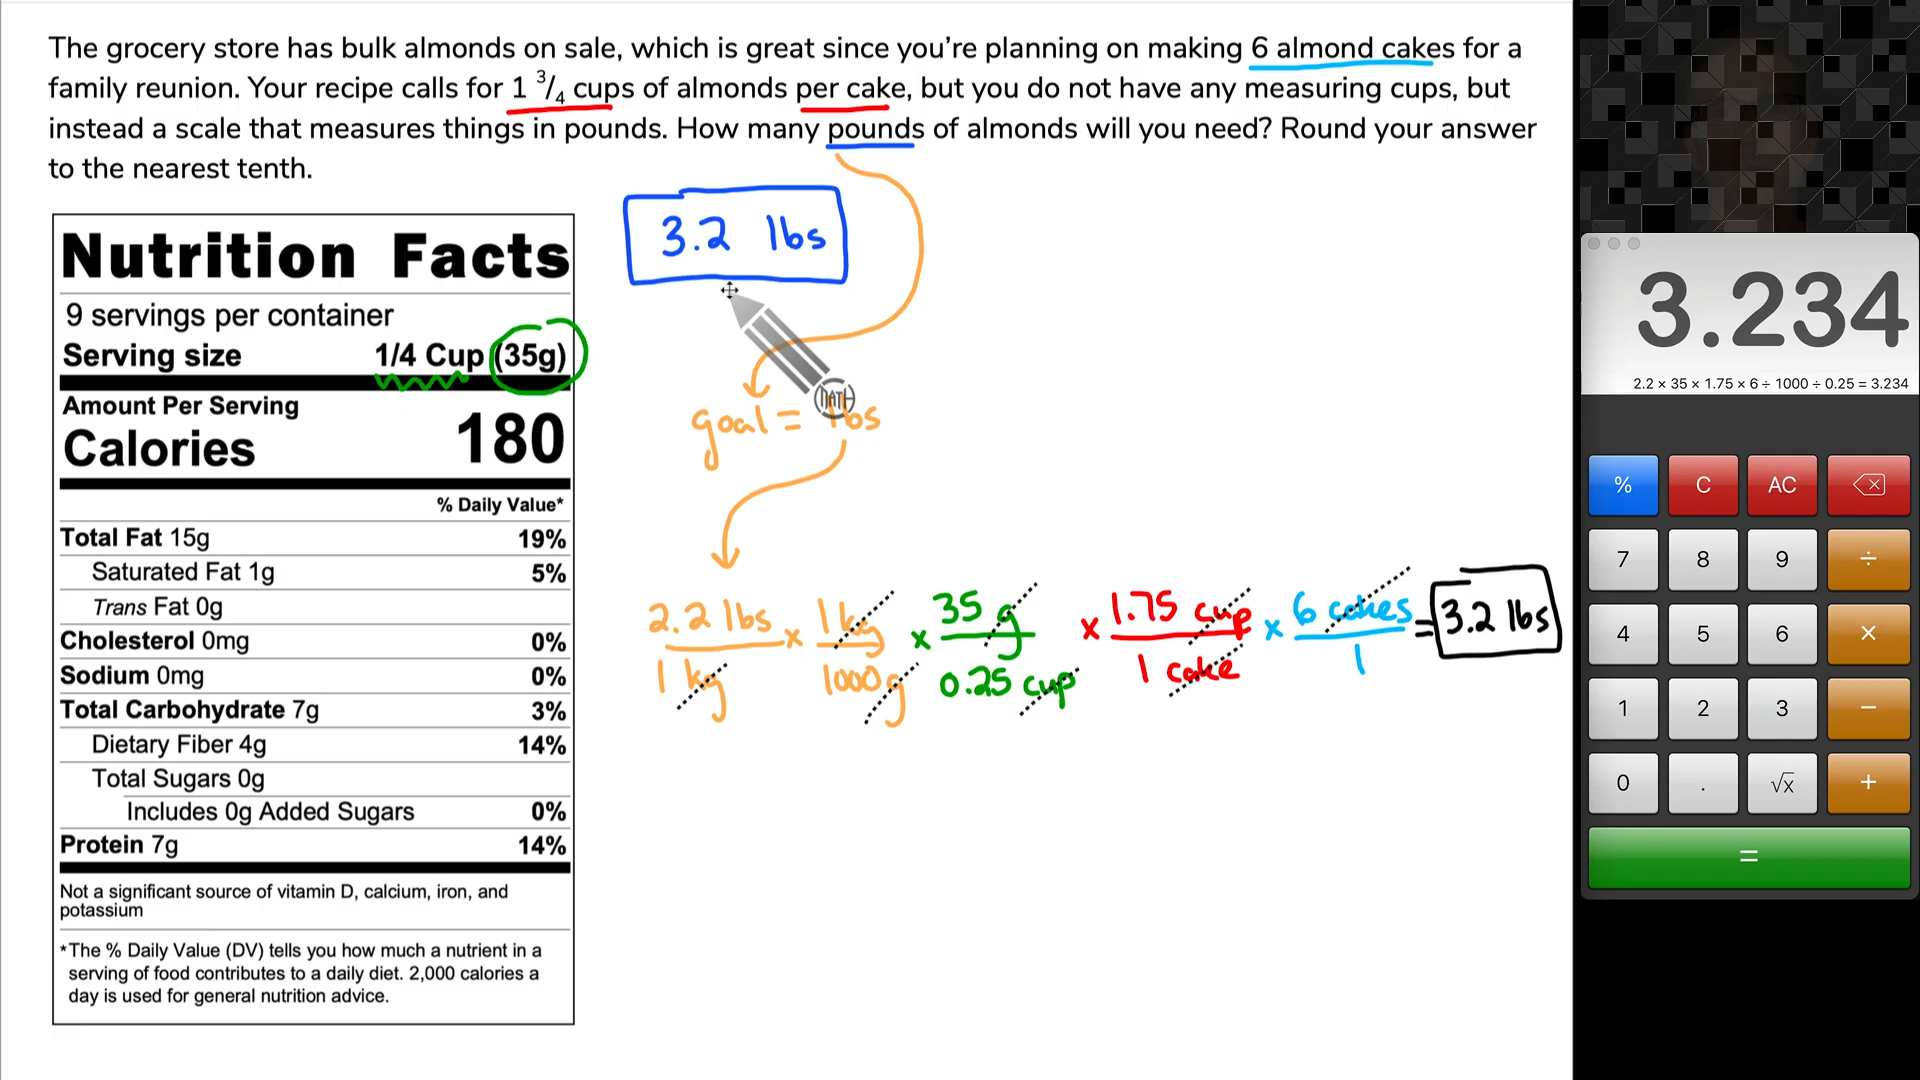 The grocery store has bulk almonds on sale, which is great since you're planning on making 6 almond cakes for a
family reunion. Your recipe calls for 1 3/4 cups of almonds per cake, but you do not have any measuring cups, but
instead a scale that measures things in pounds. How many pounds of almonds will you need? Round your answer
to the nearest tenth.
3.2 lbs
Nutrition Facts
9 servings per container
Serving size 1/4 Cup (35g)
Amount Per Serving
Calories 180
% Daily Value*
Total Fat 15g 19%
Saturated Fat 1g 5%
Trans Fat 0g
Cholesterol 0mg 0%
Sodium 0mg 0%
Total Carbohydrate 7g 3%
Dietary Fiber 4g 14%
Total Sugars 0g
Includes 0g Added Sugars 0%
Protein 7g 14%
Not a significant source of vitamin D, calcium, iron, and
potassium
*The % Daily Value (DV) tells you how much a nutrient in a
serving of food contributes to a daily diet. 2,000 calories a
day is used for general nutrition advice.
MATH
goal = lbs
2.2 lbs × 1 kg × 35 g × 1.75 cup × 6 cakes = 3.2 lbs
1 kg 1000g 0.25 cup 1 cake 1
3.234
2.2 × 35 × 1.75 × 6 ÷ 1000 ÷ 0.25 = 3.234
% C AC
7 8 9 ÷
4 5 6 ×
1 2 3 −
0 . √x +
=